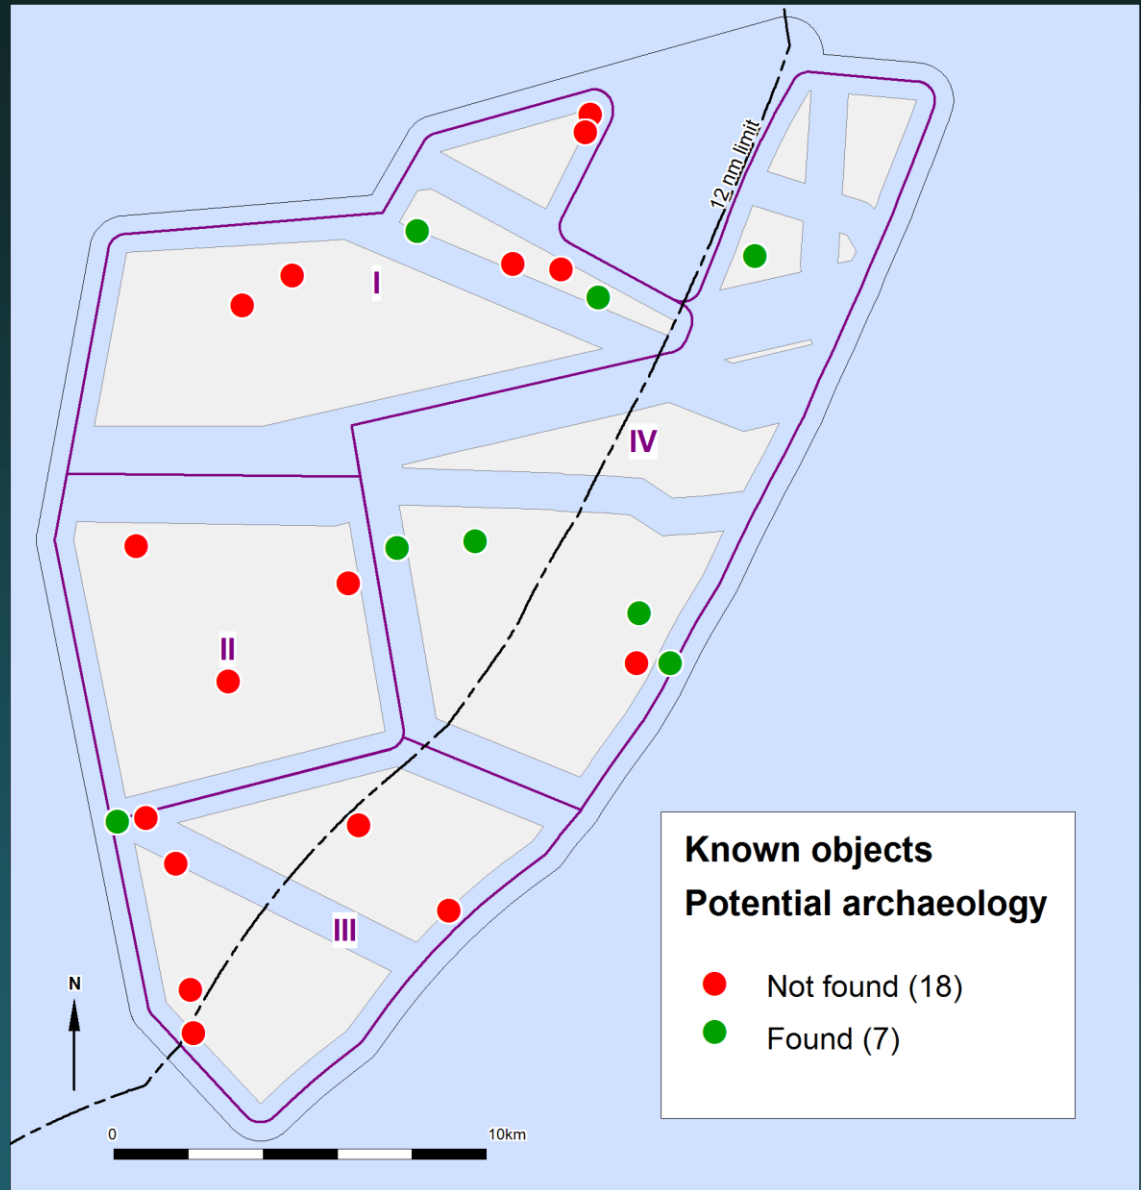 12 nm limit
I
IV
II
III
N
0 10km
Known objects
Potential archaeology
Not found (18)
Found (7)